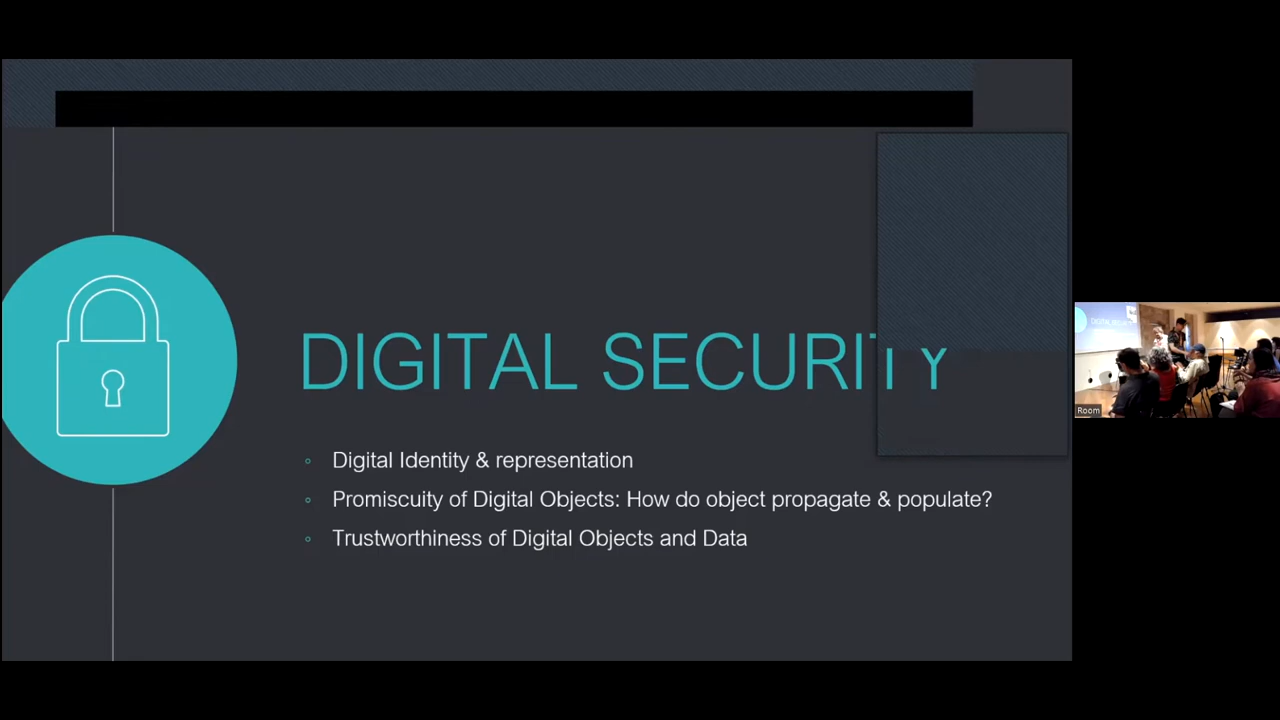 DIGITAL SECURITY
◦ Digital Identity & representation
◦ Promiscuity of Digital Objects: How do object propagate & populate?
◦ Trustworthiness of Digital Objects and Data
Room